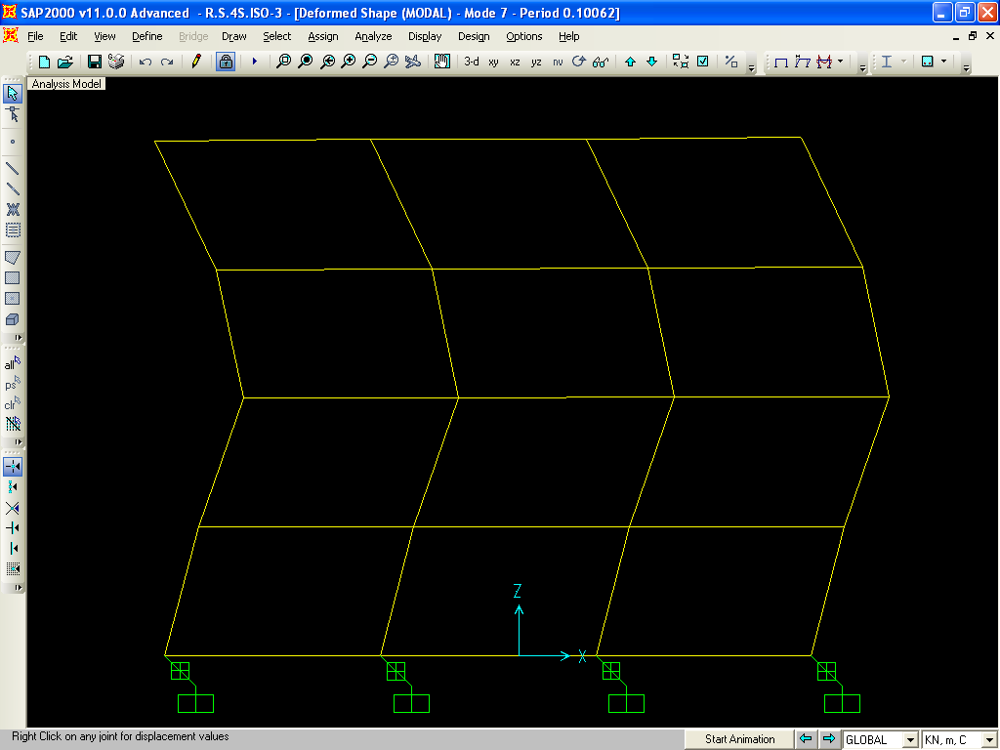 SAP2000 v11.0.0 Advanced - R.S.4S.ISO-3 - [Deformed Shape (MODAL) - Mode 7 - Period 0.10062]
File Edit View Define Bridge Draw Select Assign Analyze Display Design Options Help
3-d xy xz yz nv
Analysis Model
all
ps
clr
Z
X
Right Click on any joint for displacement values
Start Animation
GLOBAL
KN, m, C